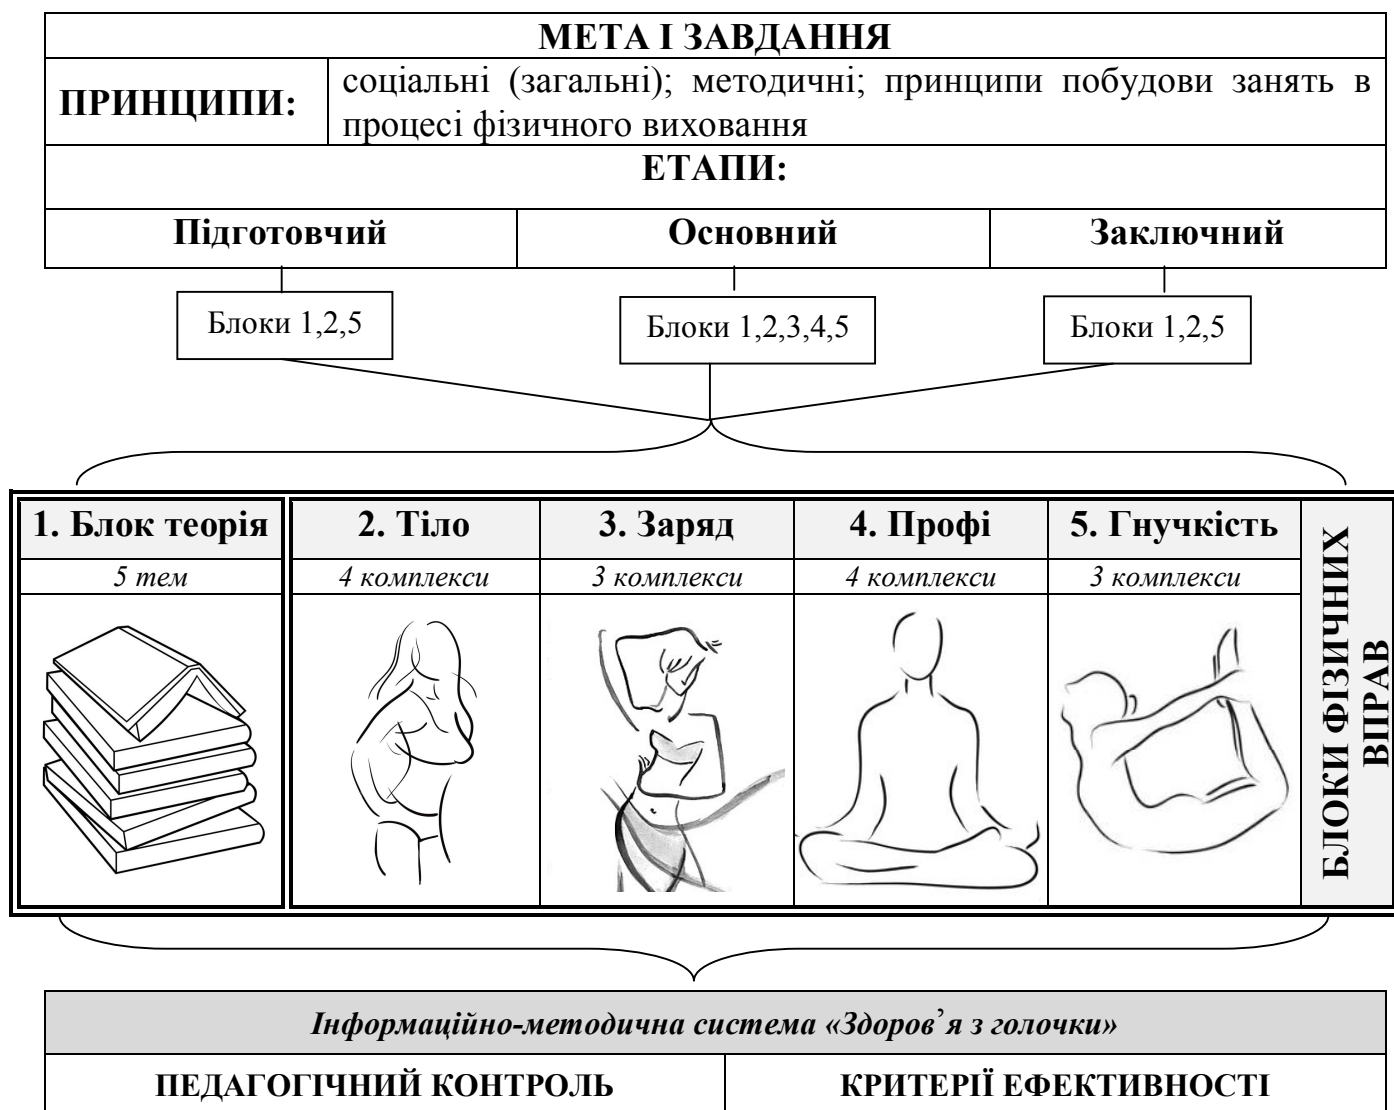 МЕТА І ЗАВДАННЯ
ПРИНЦИПИ:
соціальні (загальні); методичні; принципи побудови занять в
процесі фізичного виховання
ЕТАПИ:
Підготовчий
Основний
Заключний
Блоки 1,2,5
Блоки 1,2,3,4,5
Блоки 1,2,5
1. Блок теорія
2. Тіло
3. Заряд
4. Профі
5. Гнучкість
5 тем
4 комплекси
3 комплекси
4 комплекси
3 комплекси
БЛОКИ ФІЗИЧНИХ
ВПРАВ
Інформаційно-методична система «Здоров’я з голочки»
ПЕДАГОГІЧНИЙ КОНТРОЛЬ
КРИТЕРІЇ ЕФЕКТИВНОСТІ